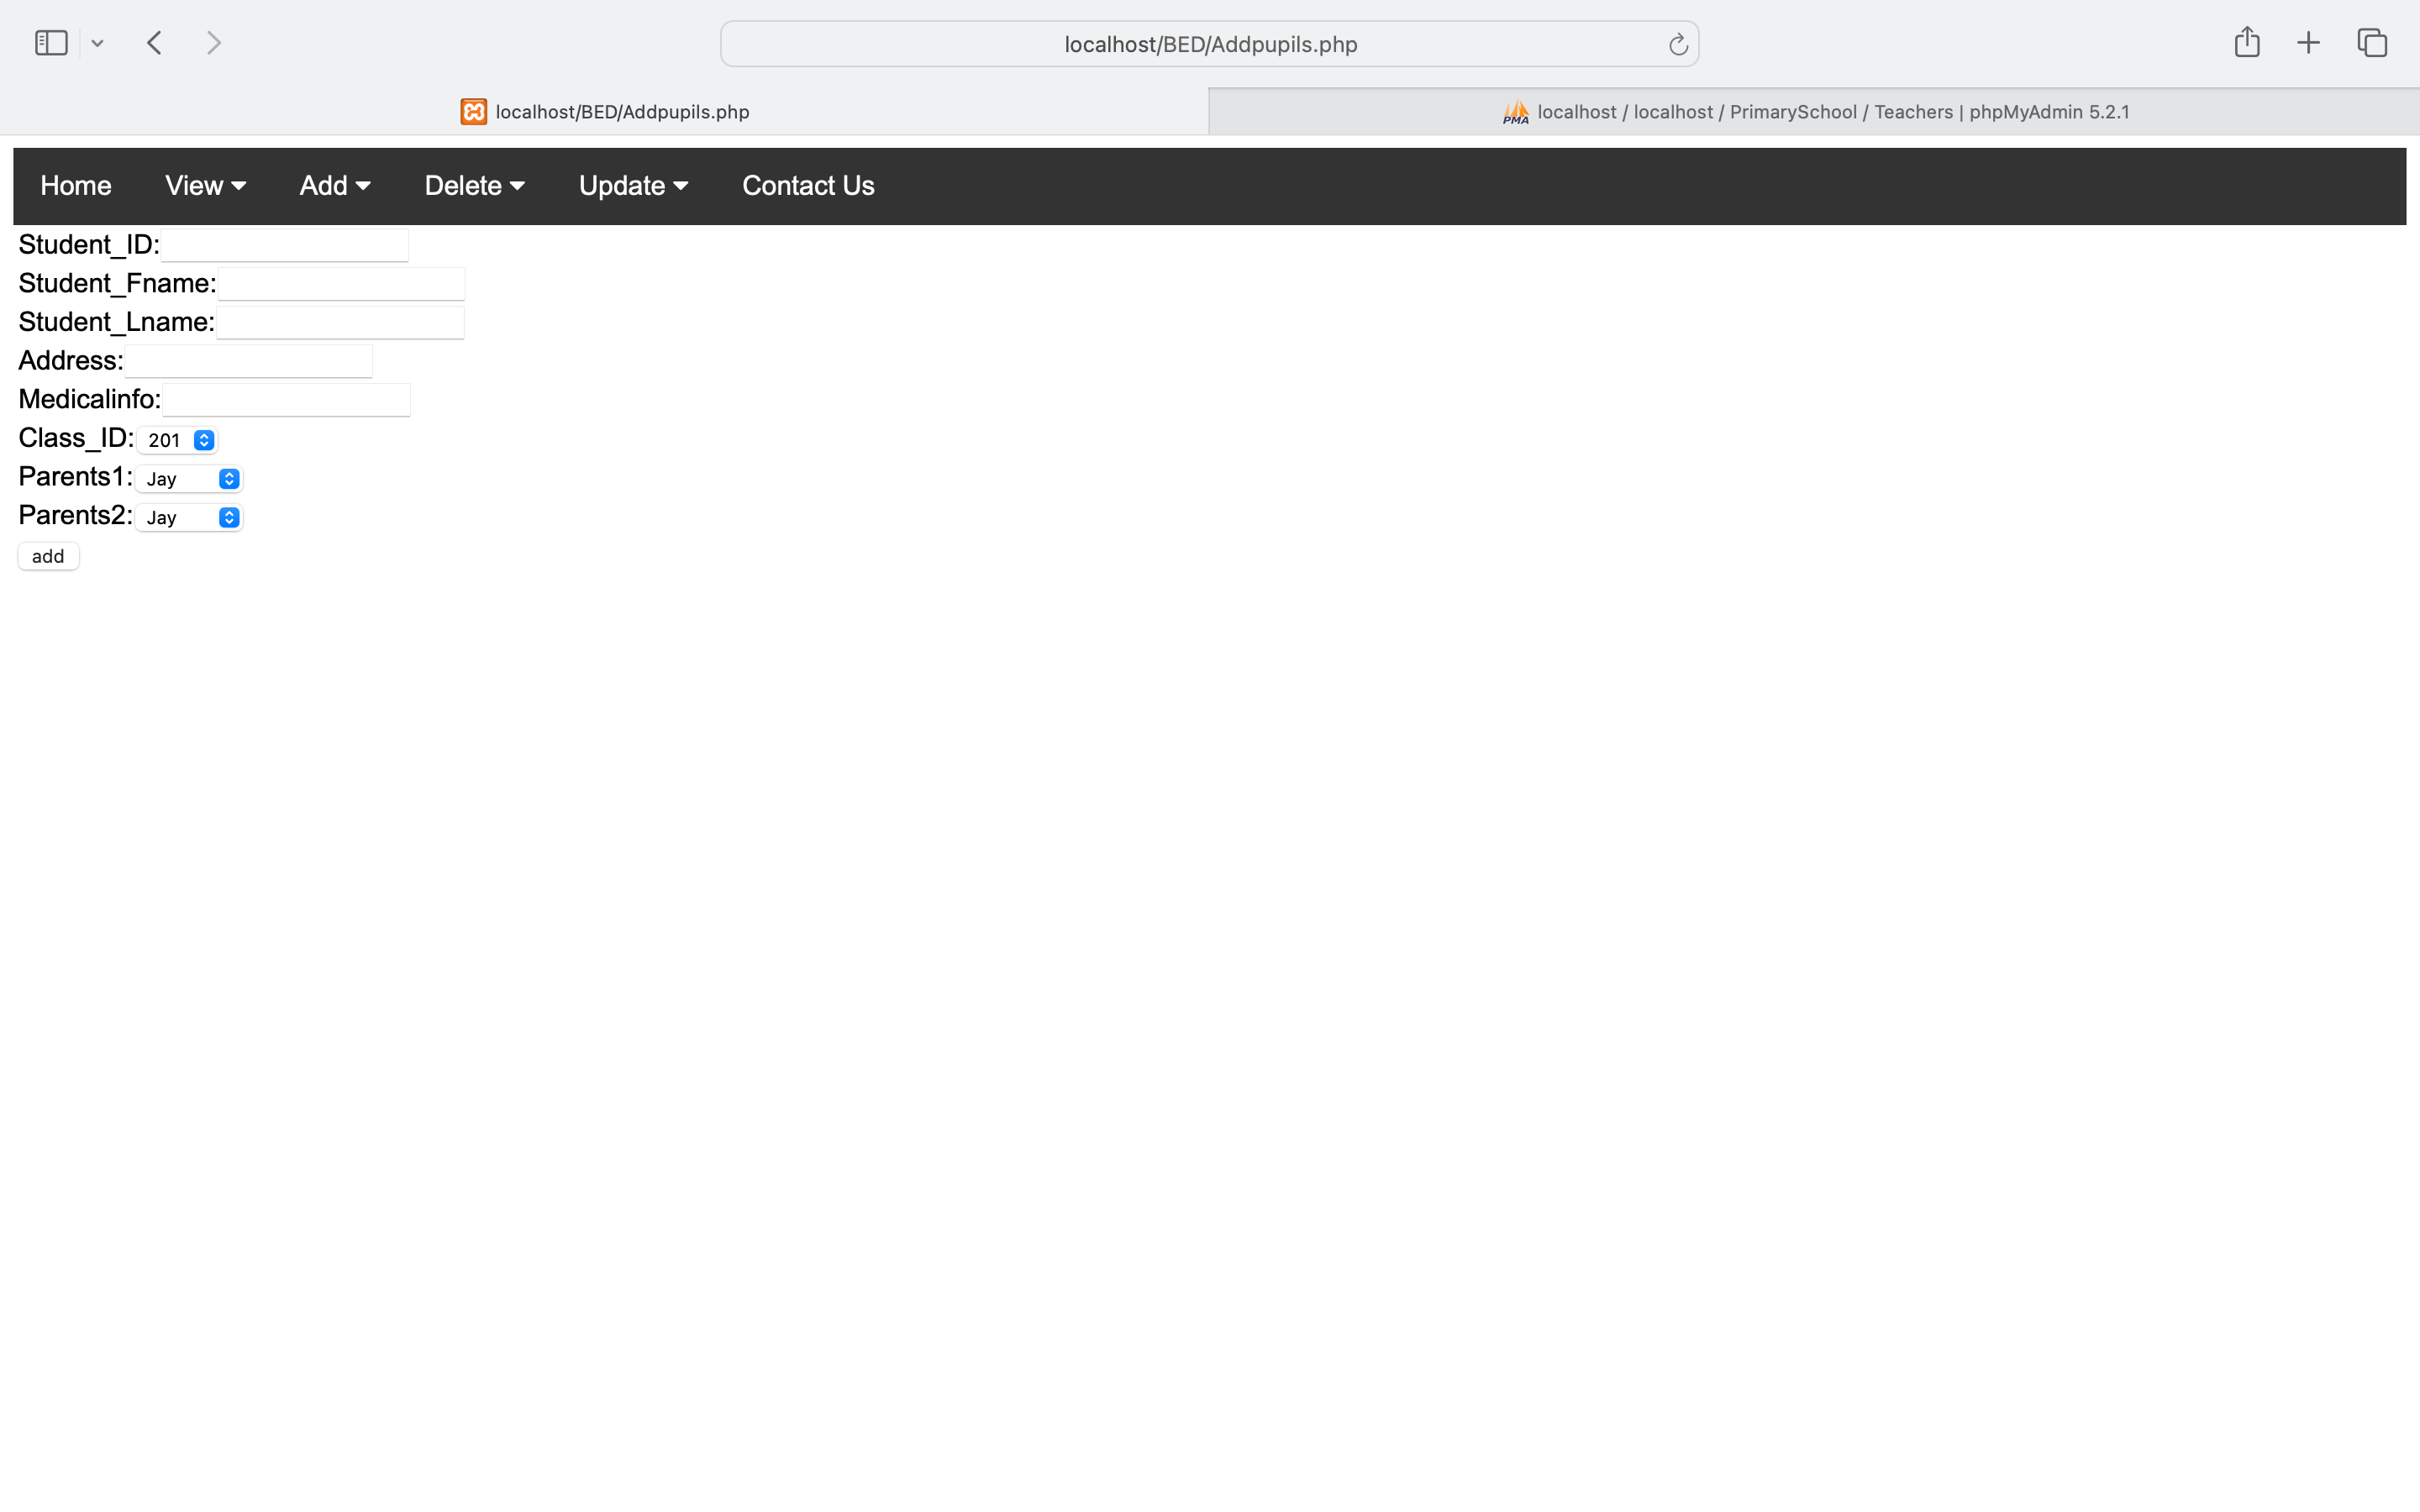 localhost/BED/Addpupils.php
localhost/BED/Addpupils.php
PMA localhost / localhost / PrimarySchool / Teachers | phpMyAdmin 5.2.1
Home View Add Delete Update Contact Us
Student_ID:
Student_Fname:
Student_Lname:
Address:
Medicalinfo:
Class_ID: 201
Parents1: Jay
Parents2: Jay
add